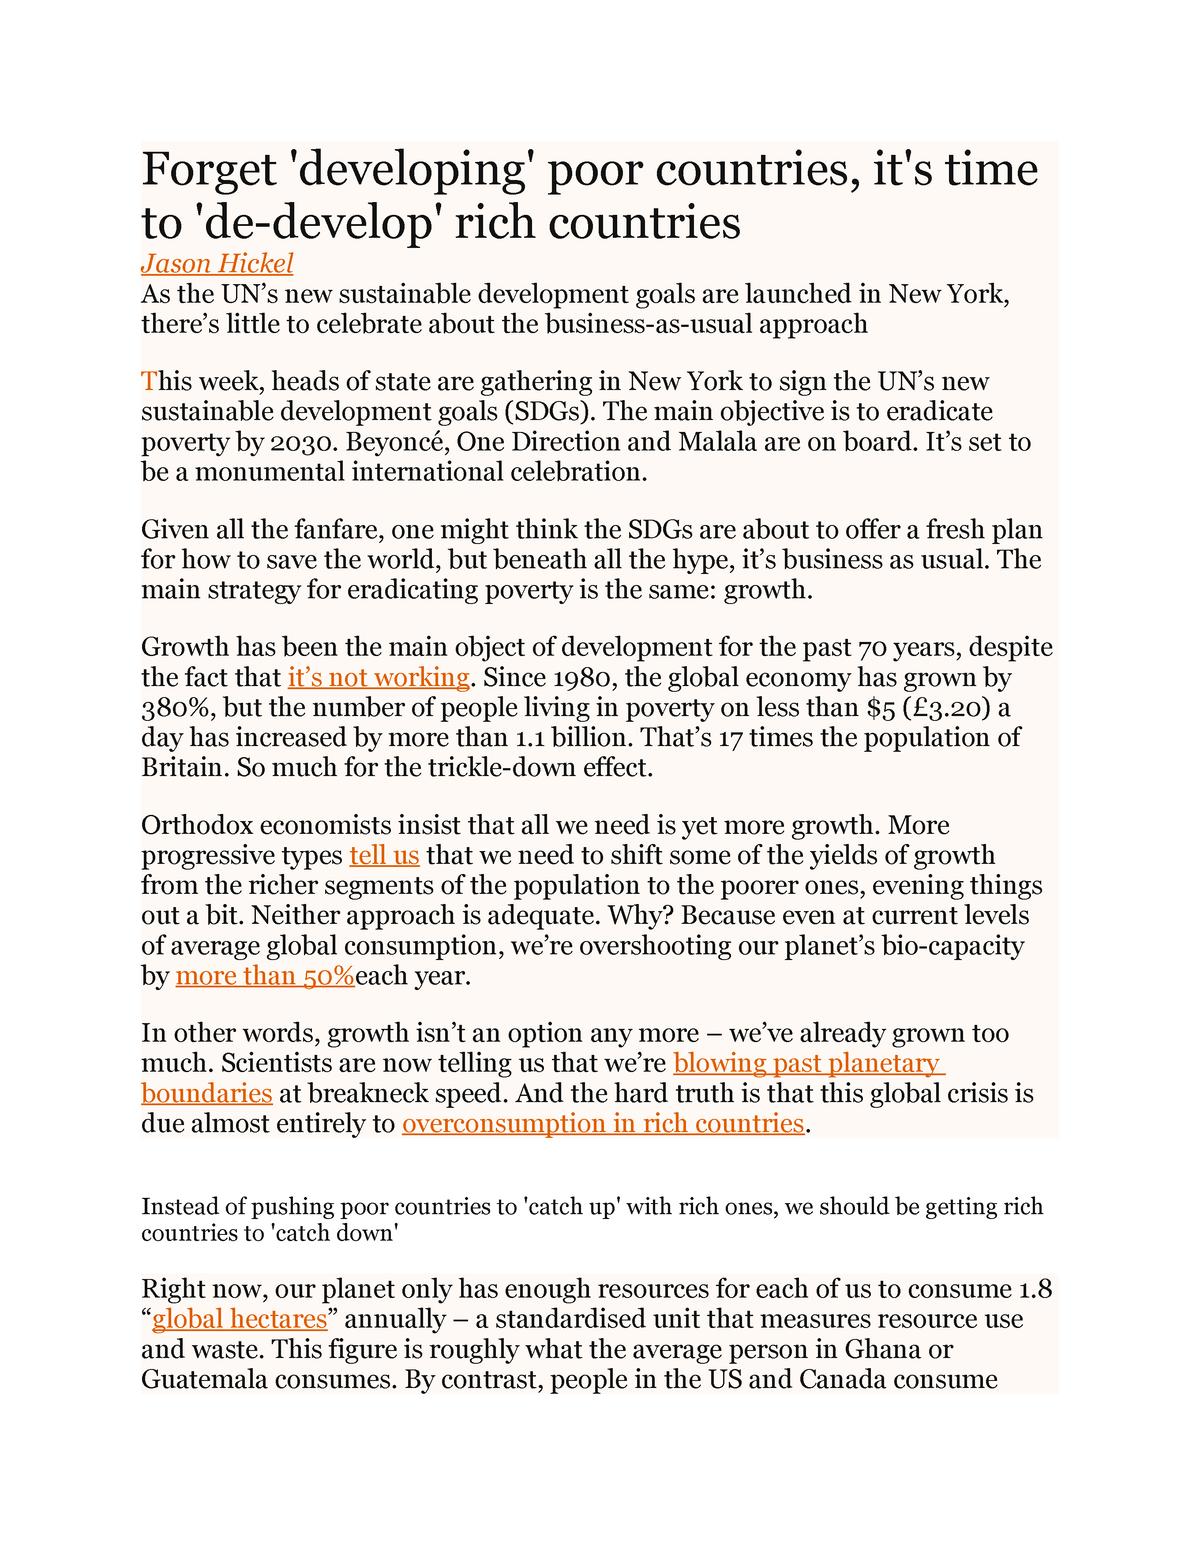 Forget 'developing' poor countries, it's time
to 'de-develop' rich countries
Jason Hickel
As the UN’s new sustainable development goals are launched in New York,
there’s little to celebrate about the business-as-usual approach
This week, heads of state are gathering in New York to sign the UN’s new
sustainable development goals (SDGs). The main objective is to eradicate
poverty by 2030. Beyoncé, One Direction and Malala are on board. It’s set to
be a monumental international celebration.
Given all the fanfare, one might think the SDGs are about to offer a fresh plan
for how to save the world, but beneath all the hype, it’s business as usual. The
main strategy for eradicating poverty is the same: growth.
Growth has been the main object of development for the past 70 years, despite
the fact that it’s not working. Since 1980, the global economy has grown by
380%, but the number of people living in poverty on less than $5 (£3.20) a
day has increased by more than 1.1 billion. That’s 17 times the population of
Britain. So much for the trickle-down effect.
Orthodox economists insist that all we need is yet more growth. More
progressive types tell us that we need to shift some of the yields of growth
from the richer segments of the population to the poorer ones, evening things
out a bit. Neither approach is adequate. Why? Because even at current levels
of average global consumption, we’re overshooting our planet’s bio-capacity
by more than 50%each year.
In other words, growth isn’t an option any more – we’ve already grown too
much. Scientists are now telling us that we’re blowing past planetary
boundaries at breakneck speed. And the hard truth is that this global crisis is
due almost entirely to overconsumption in rich countries.
Instead of pushing poor countries to 'catch up' with rich ones, we should be getting rich
countries to 'catch down'
Right now, our planet only has enough resources for each of us to consume 1.8
“global hectares” annually – a standardised unit that measures resource use
and waste. This figure is roughly what the average person in Ghana or
Guatemala consumes. By contrast, people in the US and Canada consume